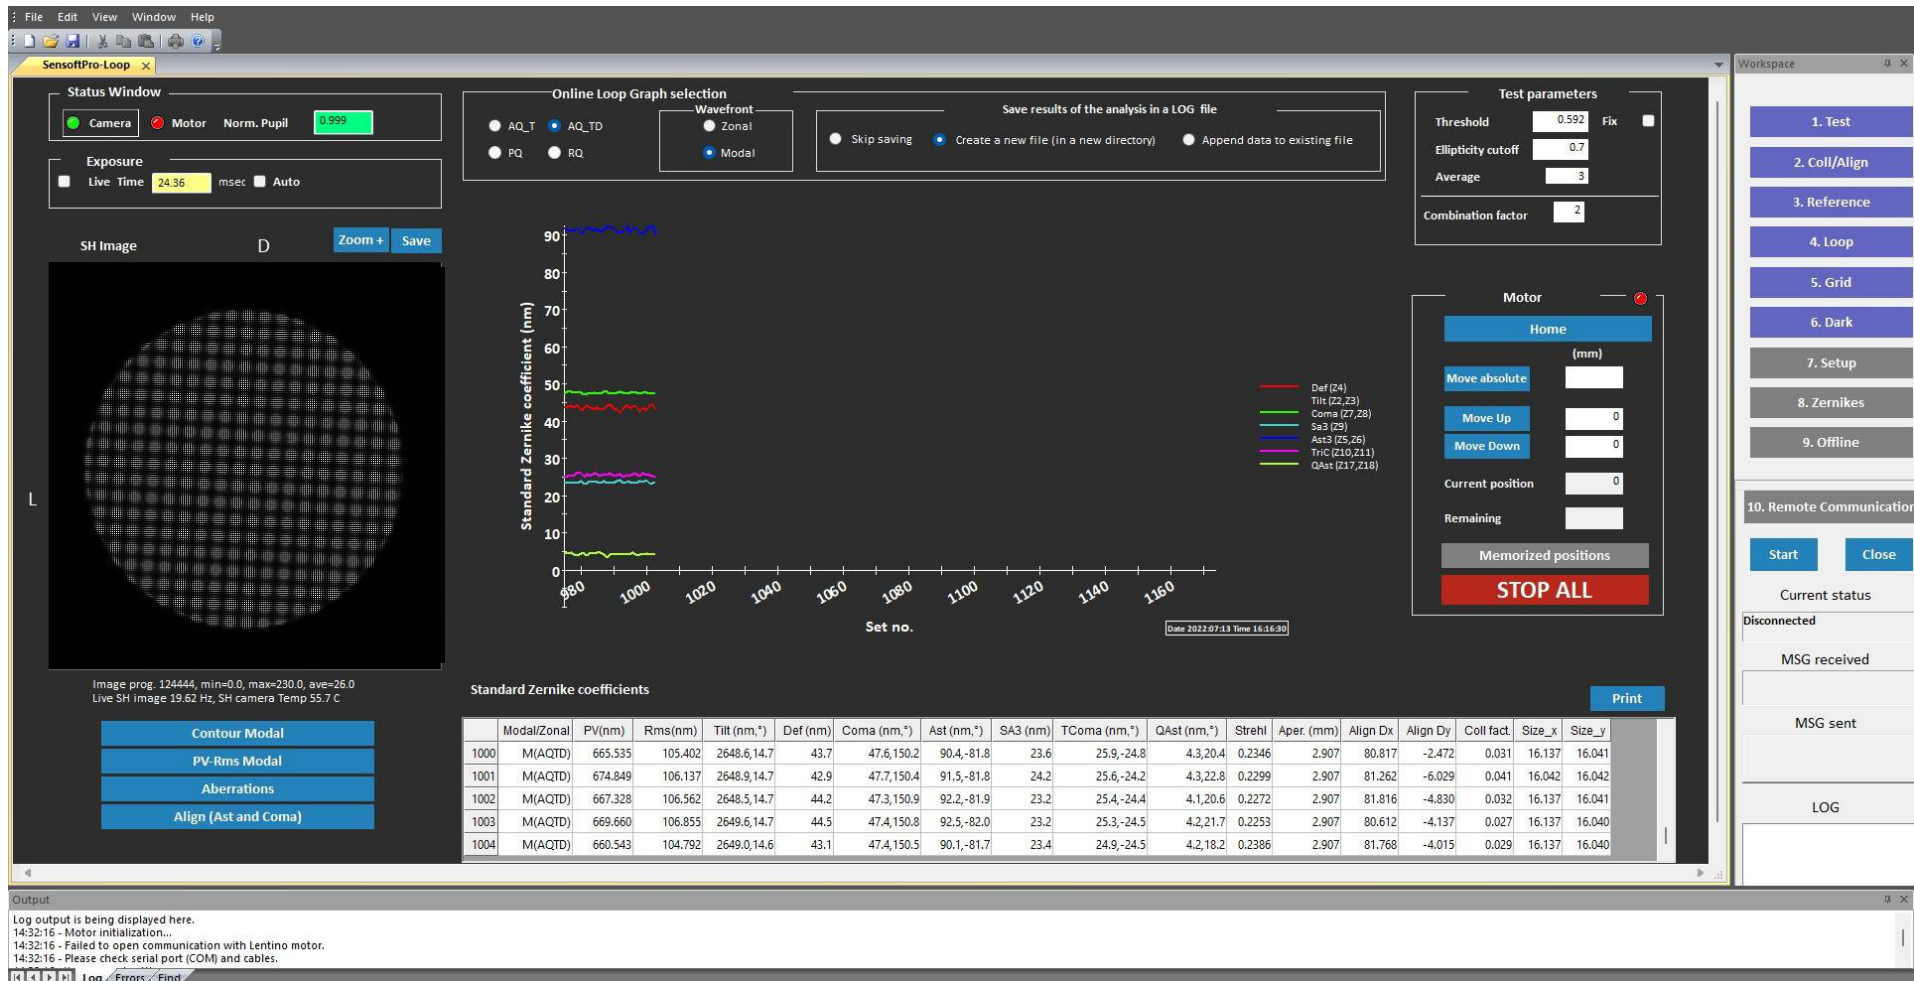 File Edit View Window Help
SensoftPro-Loop
Status Window
Camera Motor Norm. Pupil 0.999
Exposure
Live Time 24.36 msec Auto
SH Image D Zoom + Save
L
Image prog. 124444, min=0.0, max=230.0, ave=26.0
Live SH image 19.62 Hz, SH camera Temp 55.7 C
Contour Modal
PV-Rms Modal
Aberrations
Align (Ast and Coma)
Online Loop Graph selection
AQ_T AQ_TD
PQ RQ
Wavefront
Zonal
Modal
Save results of the analysis in a LOG file
Skip saving Create a new file (in a new directory) Append data to existing file
Standard Zernike coefficient (nm)
90
80
70
60
50
40
30
20
10
0
980 1000 1020 1040 1060 1080 1100 1120 1140 1160
Set no.
Date 2022:07:13 Time 16:16:30
Def (Z4)
Tilt (Z2,Z3)
Coma (Z7,Z8)
Sa3 (Z9)
Ast3 (Z5,Z6)
TriC (Z10,Z11)
QAst (Z17,Z18)
Standard Zernike coefficients
Print
Modal/Zonal PV(nm) Rms(nm) Tilt (nm,°) Def (nm) Coma (nm,°) Ast (nm,°) SA3 (nm) TComa (nm,°) QAst (nm,°) Strehl Aper. (mm) Align Dx Align Dy Coll fact. Size_x Size_y
1000 M(AQTD) 665.535 105.402 2648.6,14.7 43.7 47.6,150.2 90.4,-81.8 23.6 25.9,-24.8 4.3,20.4 0.2346 2.907 80.817 -2.472 0.031 16.137 16.041
1001 M(AQTD) 674.849 106.137 2648.9,14.7 42.9 47.7,150.4 91.5,-81.8 24.2 25.6,-24.2 4.3,22.8 0.2299 2.907 81.262 -6.029 0.041 16.042 16.042
1002 M(AQTD) 667.328 106.562 2648.5,14.7 44.2 47.3,150.9 92.2,-81.9 23.2 25.4,-24.4 4.1,20.6 0.2272 2.907 81.816 -4.830 0.032 16.137 16.041
1003 M(AQTD) 669.660 106.855 2649.6,14.7 44.5 47.4,150.8 92.5,-82.0 23.2 25.3,-24.5 4.2,21.7 0.2253 2.907 80.612 -4.137 0.027 16.137 16.040
1004 M(AQTD) 660.543 104.792 2649.0,14.6 43.1 47.4,150.5 90.1,-81.7 23.4 24.9,-24.5 4.2,18.2 0.2386 2.907 81.768 -4.015 0.029 16.137 16.040
Test parameters
Threshold 0.592 Fix
Ellipticity cutoff 0.7
Average 3
Combination factor 2
Motor
Home
(mm)
Move absolute
Move Up 0
Move Down 0
Current position 0
Remaining
Memorized positions
STOP ALL
Workspace
1. Test
2. Coll/Align
3. Reference
4. Loop
5. Grid
6. Dark
7. Setup
8. Zernikes
9. Offline
10. Remote Communication
Start Close
Current status
Disconnected
MSG received
MSG sent
LOG
Output
Log output is being displayed here.
14:32:16 - Motor initialization...
14:32:16 - Failed to open communication with Lentino motor.
14:32:16 - Please check serial port (COM) and cables.
Log Errors Find